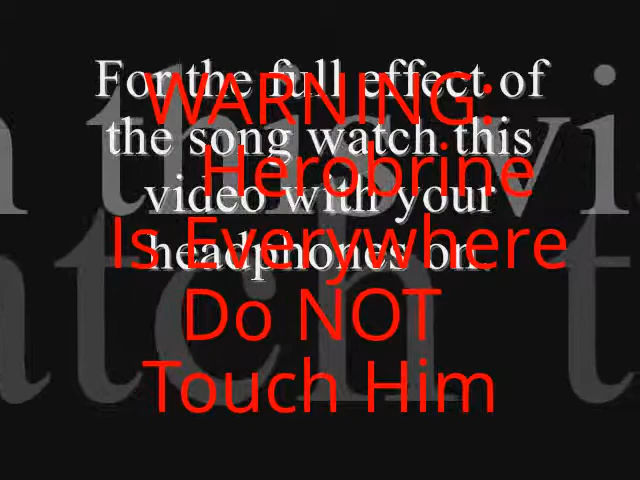 For the full effect of
the song watch this
video with your
headphones on.
WARNING:
Herobrine
Is Everywhere
Do NOT
Touch Him